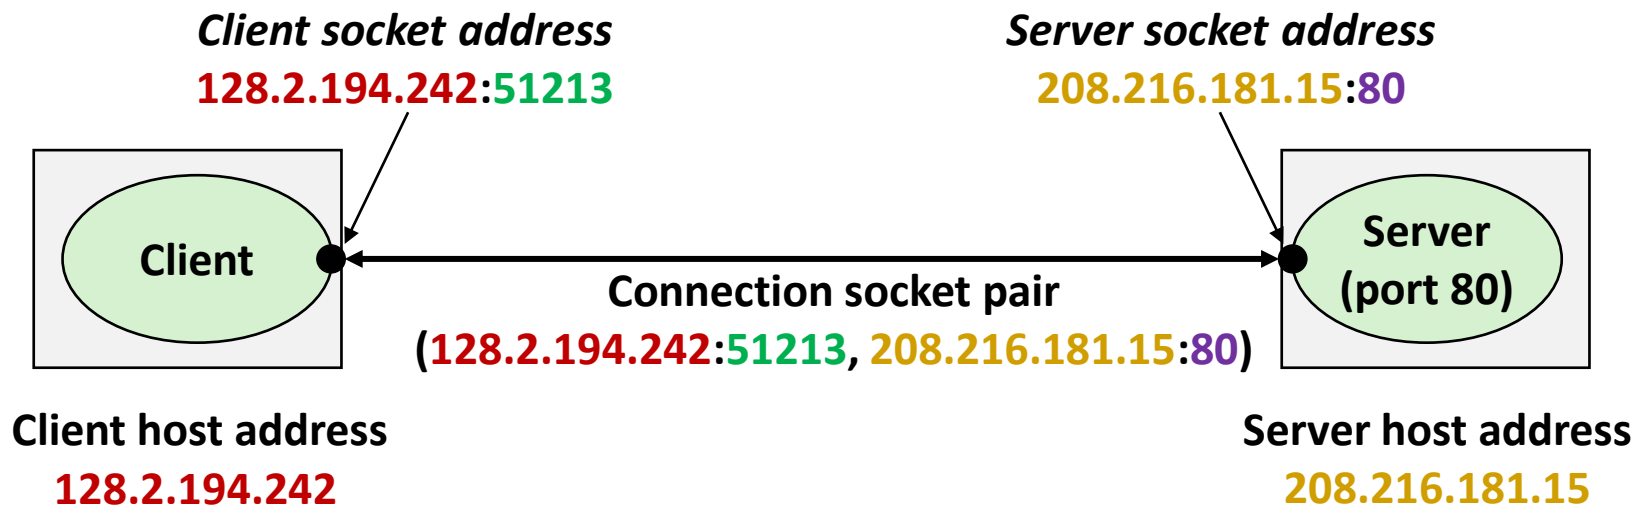 Client socket address
128.2.194.242:51213
Server socket address
208.216.181.15:80
Client
Server
(port 80)
Connection socket pair
(128.2.194.242:51213, 208.216.181.15:80)
Client host address
128.2.194.242
Server host address
208.216.181.15